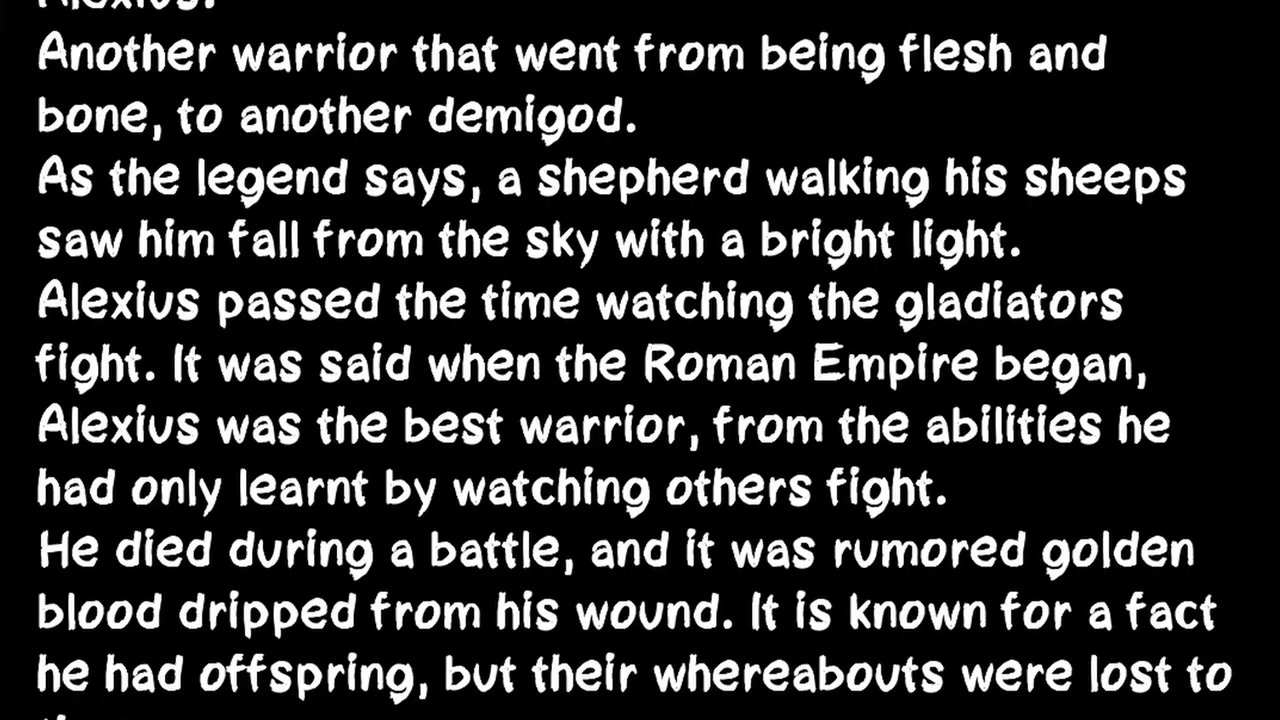 Alexius.
Another warrior that went from being flesh and
bone, to another demigod.
As the legend says, a shepherd walking his sheeps
saw him fall from the sky with a bright light.
Alexius passed the time watching the gladiators
fight. It was said when the Roman Empire began,
Alexius was the best warrior, from the abilities he
had only learnt by watching others fight.
He died during a battle, and it was rumored golden
blood dripped from his wound. It is known for a fact
he had offspring, but their whereabouts were lost to